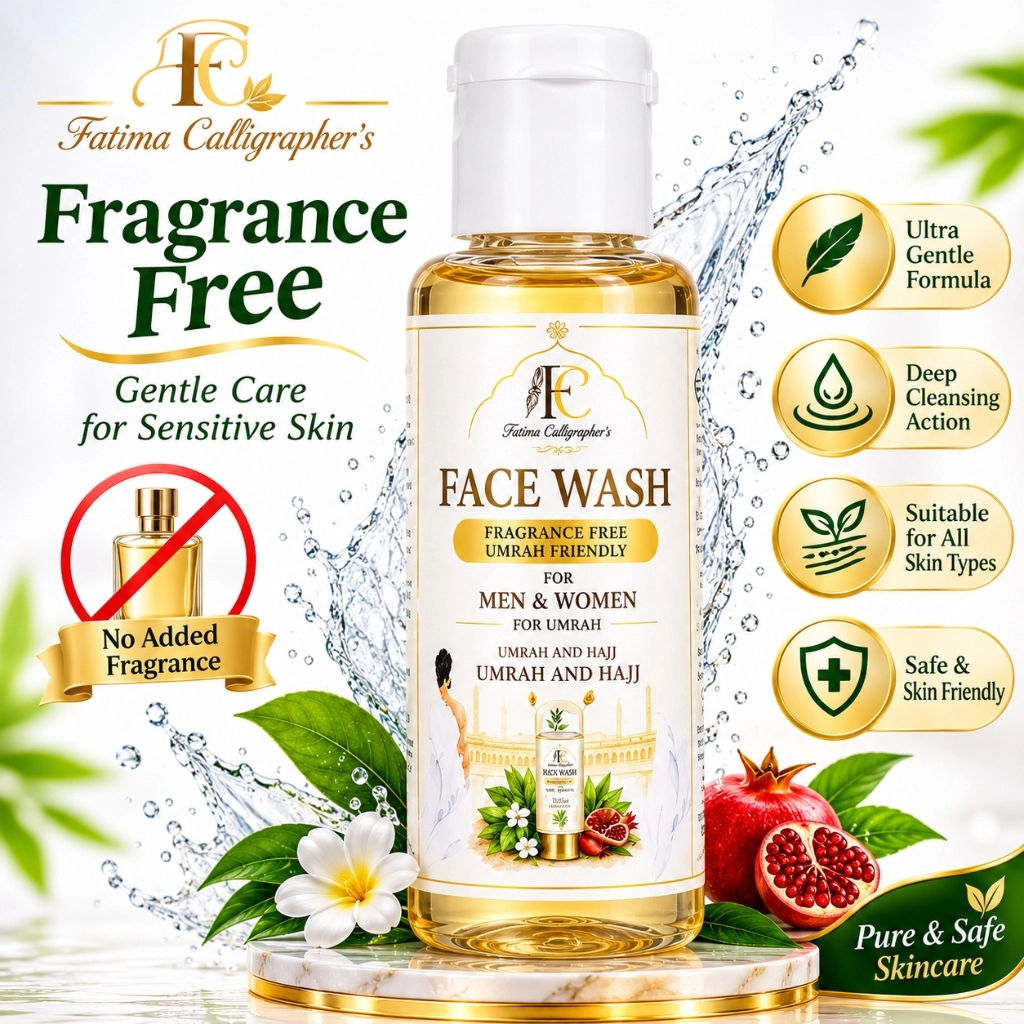 FC
Fatima Calligrapher's
Fragrance
Free
Gentle Care
for Sensitive Skin
No Added
Fragrance
FC
Fatima Calligrapher's
FACE WASH
FRAGRANCE FREE
UMRAH FRIENDLY
FOR
MEN & WOMEN
FOR UMRAH
UMRAH AND HAJJ
UMRAH AND HAJJ
FC
Ultra
Gentle
Formula
Deep
Cleansing
Action
Suitable
for All
Skin Types
Safe &
Skin Friendly
Pure & Safe
Skincare